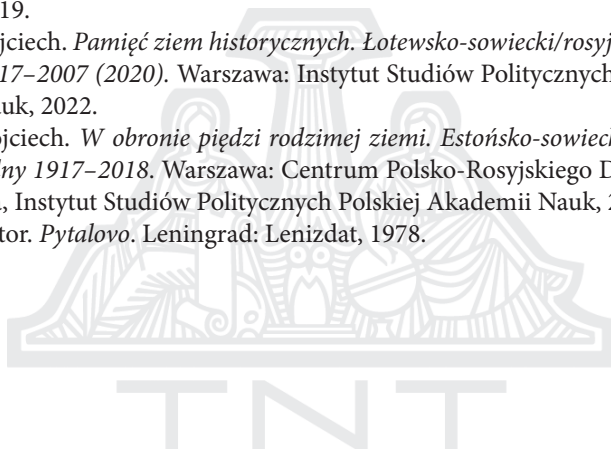 19.
jciech. Pamięć ziem historycznych. Łotewsko-sowiecki/rosyj
17–2007 (2020). Warszawa: Instytut Studiów Politycznych
uk, 2022.
ojciech. W obronie piędzi rodzimej ziemi. Estońsko-sowieck
lny 1917–2018. Warszawa: Centrum Polsko-Rosyjskiego D
, Instytut Studiów Politycznych Polskiej Akademii Nauk, 2
tor. Pytalovo. Leningrad: Lenizdat, 1978.
TNT